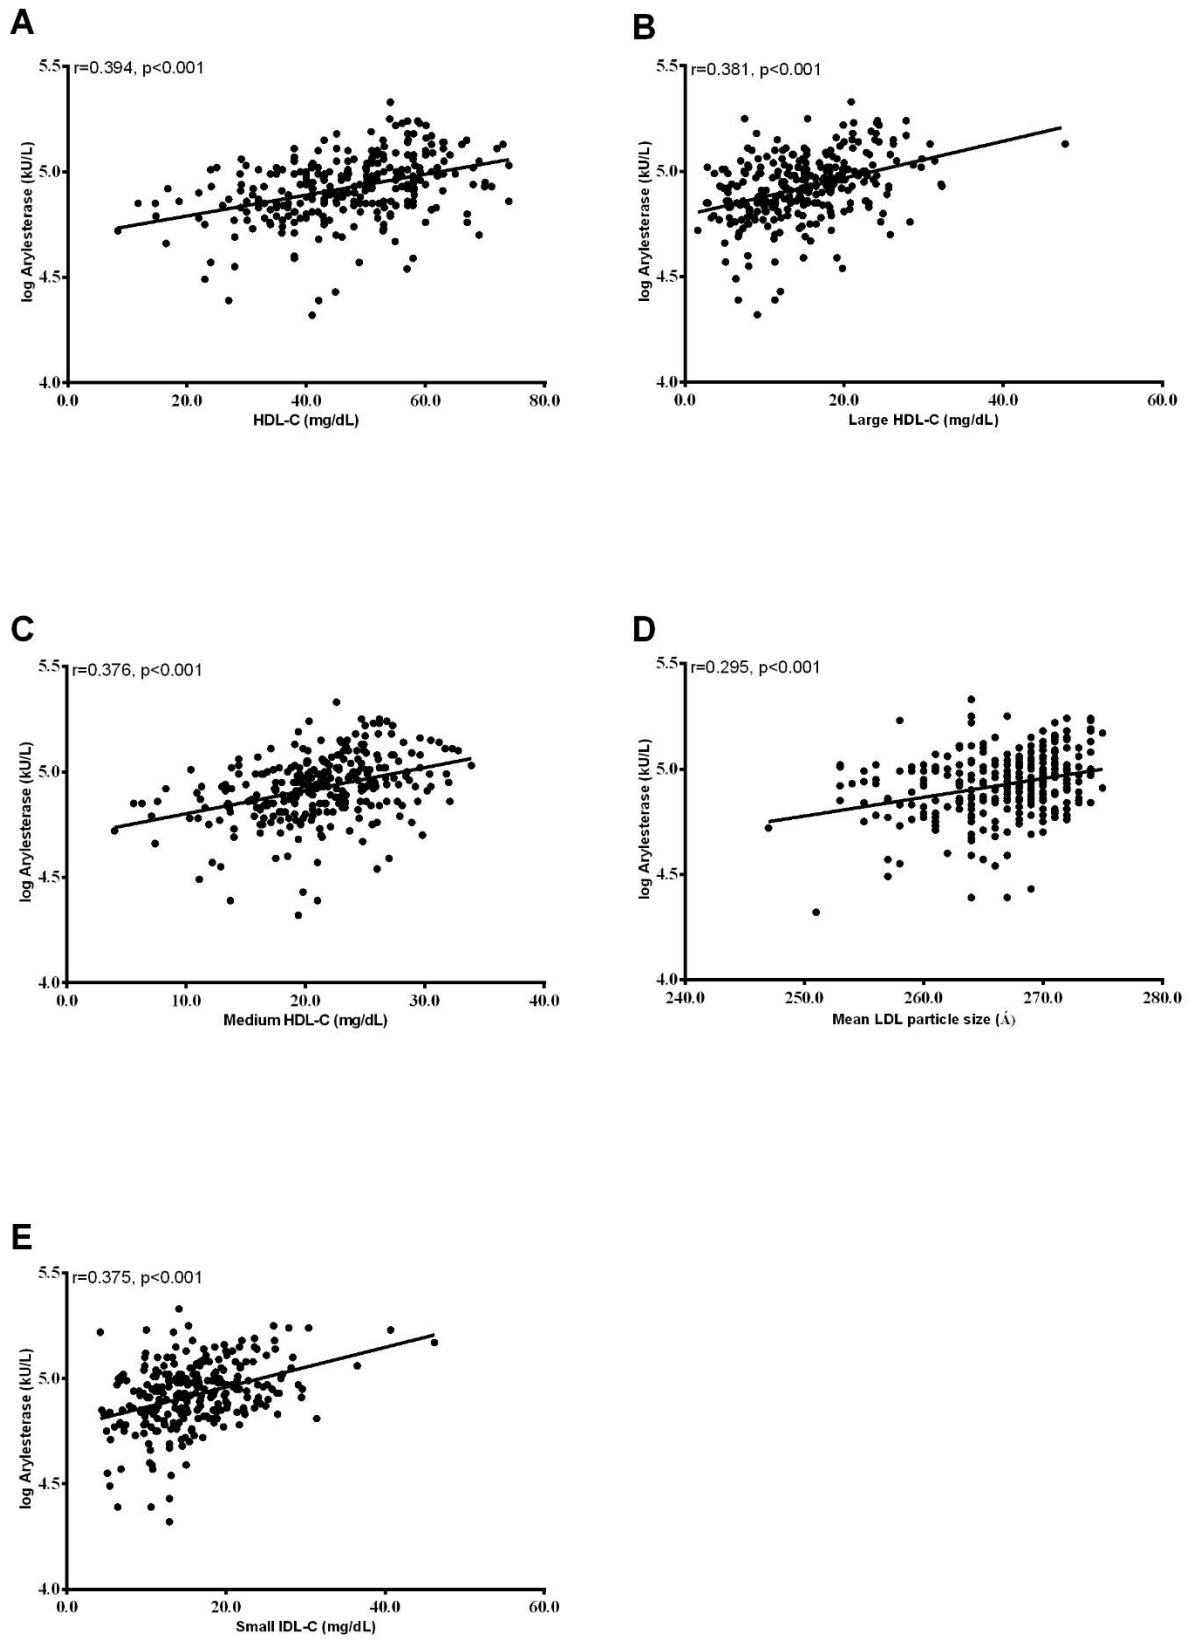 A
r=0.394, p<0.001
log Arylesterase (kU/L)
5.5
5.0
4.5
4.0
0.0 20.0 40.0 60.0 80.0
HDL-C (mg/dL)
B
r=0.381, p<0.001
log Arylesterase (kU/L)
5.5
5.0
4.5
4.0
0.0 20.0 40.0 60.0
Large HDL-C (mg/dL)
C
r=0.376, p<0.001
log Arylesterase (kU/L)
5.5
5.0
4.5
4.0
0.0 10.0 20.0 30.0 40.0
Medium HDL-C (mg/dL)
D
r=0.295, p<0.001
log Arylesterase (kU/L)
5.5
5.0
4.5
4.0
240.0 250.0 260.0 270.0 280.0
Mean LDL particle size (Á)
E
r=0.375, p<0.001
log Arylesterase (kU/L)
5.5
5.0
4.5
4.0
0.0 20.0 40.0 60.0
Small IDL-C (mg/dL)